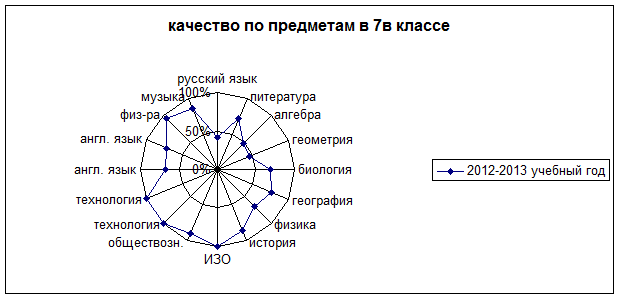 качество по предметам в 7в классе
русский язык
100%
музыка
литература
физ-ра
алгебра
50%
англ. язык
геометрия
англ. язык
0%
биология
2012-2013 учебный год
технология
география
технология
физика
обществозн.
история
ИЗО